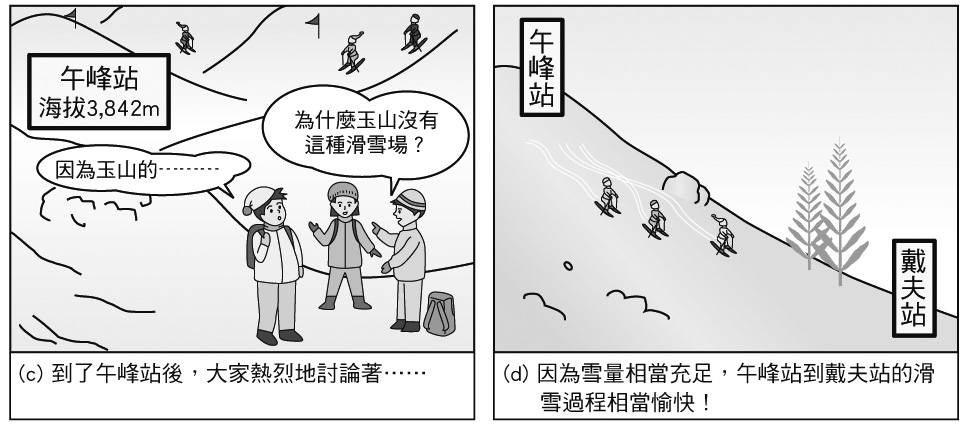 午峰站
海拔3,842m
為什麼玉山沒有
這種滑雪場？
因為玉山的………
(c) 到了午峰站後，大家熱烈地討論著……
午峰站
戴夫站
(d) 因為雪量相當充足，午峰站到戴夫站的滑
雪過程相當愉快！